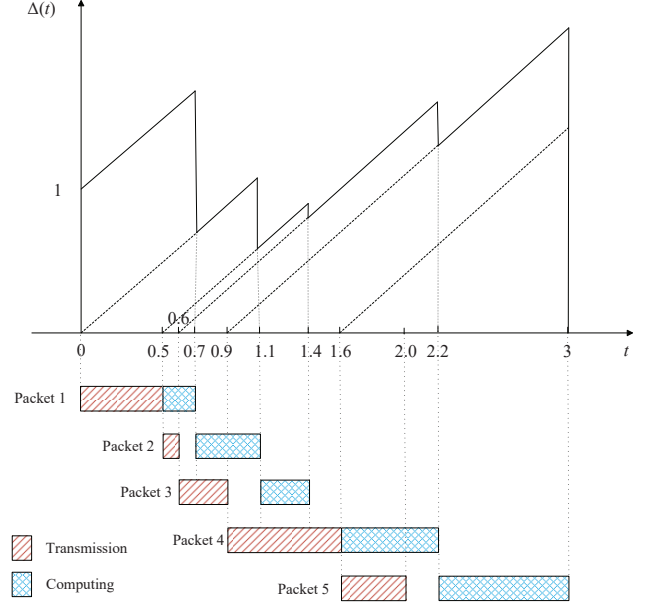 Δ(t)
1
0.6
0 0.5 0.7 0.9 1.1 1.4 1.6 2.0 2.2 3 t
Packet 1
Packet 2
Packet 3
Packet 4
Transmission
Computing
Packet 5